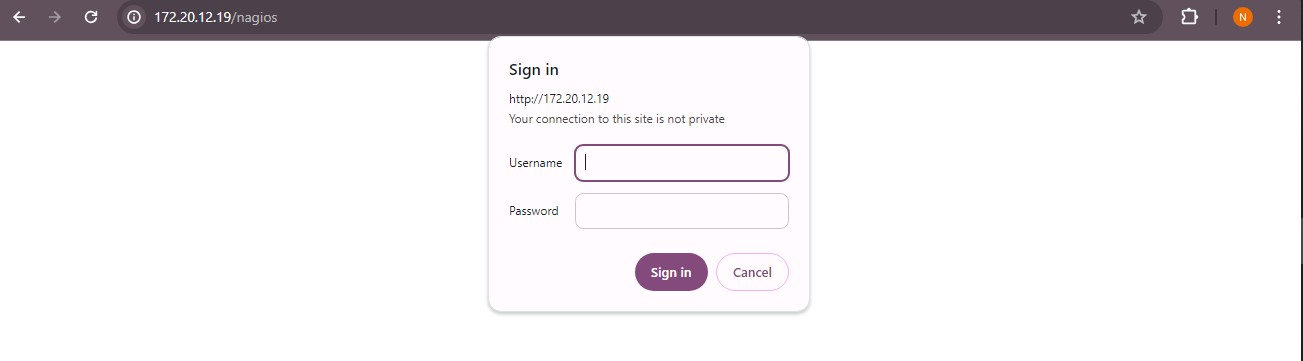 172.20.12.19/nagios
N
Sign in
http://172.20.12.19
Your connection to this site is not private
Username
Password
Sign in
Cancel